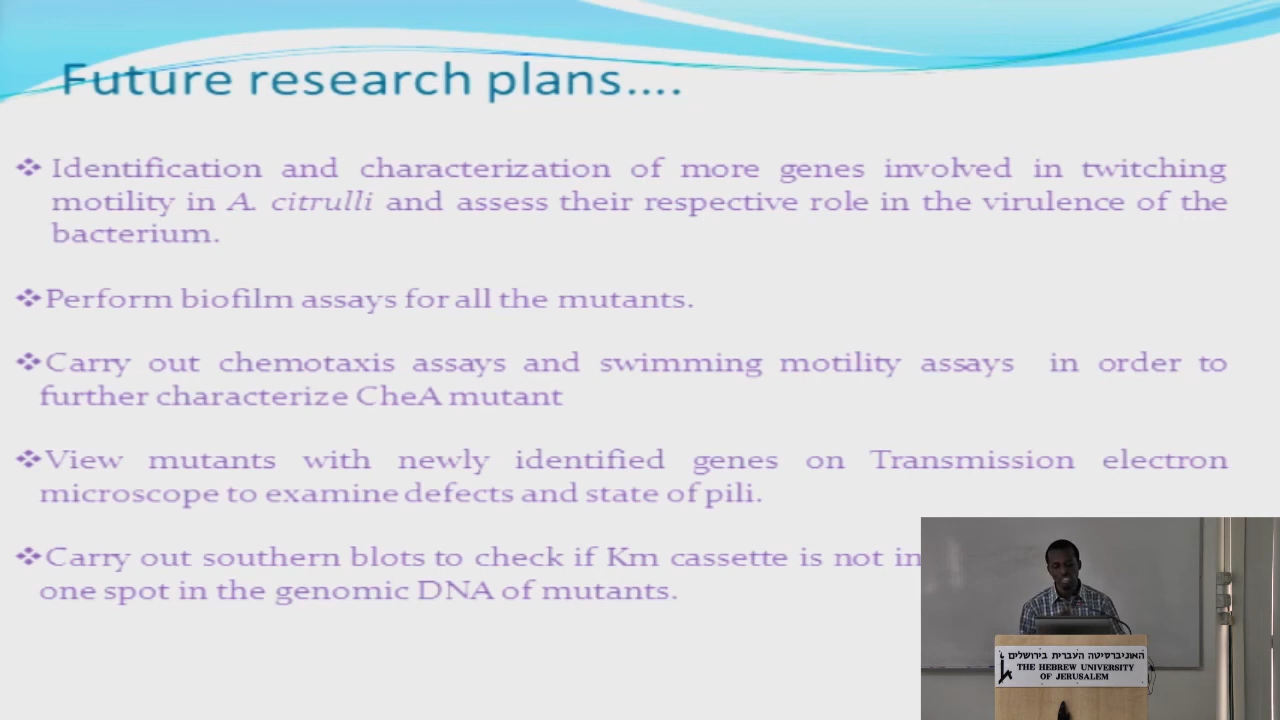 Future research plans....
Identification and characterization of more genes involved in twitching
motility in A. citrulli and assess their respective role in the virulence of the
bacterium.
Perform biofilm assays for all the mutants.
Carry out chemotaxis assays and swimming motility assays in order to
further characterize CheA mutant
View mutants with newly identified genes on Transmission electron
microscope to examine defects and state of pili.
Carry out southern blots to check if Km cassette is not in
one spot in the genomic DNA of mutants.
האוניברסיטה העברית בירושלים
THE HEBREW UNIVERSITY
OF JERUSALEM